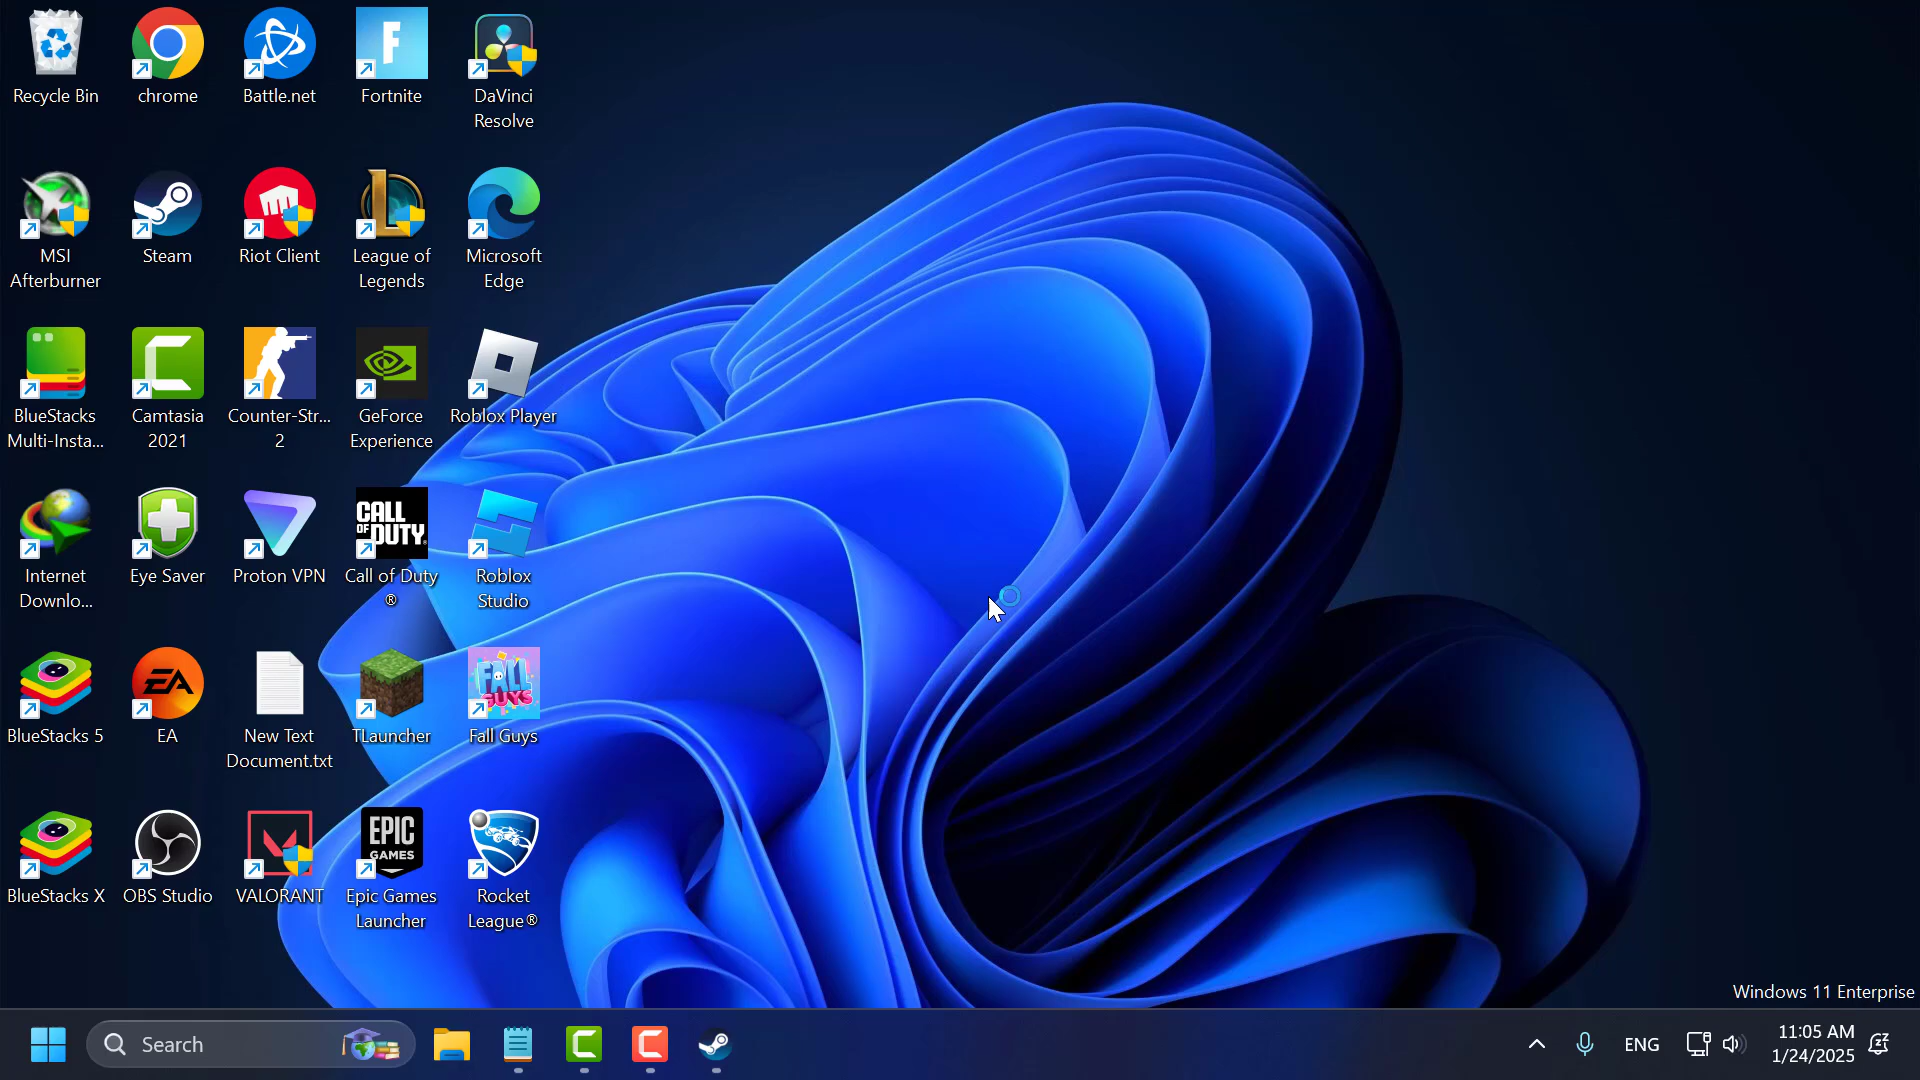 Recycle Bin
chrome
Battle.net
Fortnite
DaVinci
Resolve
MSI
Afterburner
Steam
Riot Client
League of
Legends
Microsoft
Edge
BlueStacks
Multi-Insta...
Camtasia
2021
Counter-Str...
2
GeForce
Experience
Roblox Player
Internet
Downlo...
Eye Saver
Proton VPN
CALL
OF DUTY
Call of Duty
®
Roblox
Studio
BlueStacks 5
EA
EA
New Text
Document.txt
TLauncher
FALL
GUYS
Fall Guys
BlueStacks X
OBS Studio
VALORANT
EPIC
GAMES
Epic Games
Launcher
Rocket
League®
Windows 11 Enterprise
Search
ENG
11:05 AM
1/24/2025